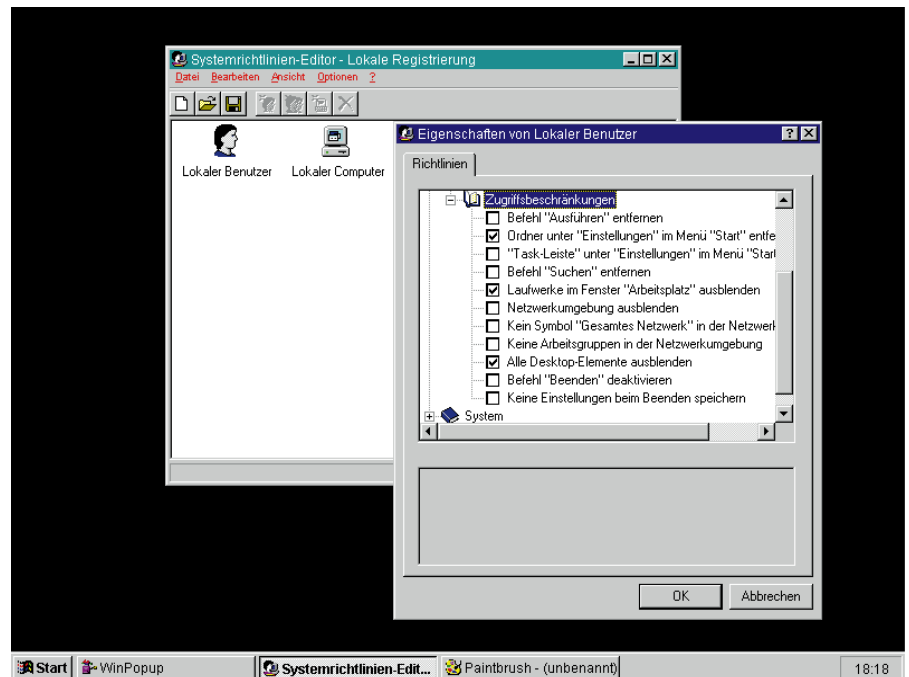 Systemrichtlinien-Editor - Lokale Registrierung
Datei Bearbeiten Ansicht Optionen ?
Lokaler Benutzer
Lokaler Computer
Eigenschaften von Lokaler Benutzer
Richtlinien
Zugriffsbeschränkungen
Befehl "Ausführen" entfernen
Ordner unter "Einstellungen" im Menü "Start" entfe
"Task-Leiste" unter "Einstellungen" im Menü "Start
Befehl "Suchen" entfernen
Laufwerke im Fenster "Arbeitsplatz" ausblenden
Netzwerkumgebung ausblenden
Kein Symbol "Gesamtes Netzwerk" in der Netzwerk
Keine Arbeitsgruppen in der Netzwerkumgebung
Alle Desktop-Elemente ausblenden
Befehl "Beenden" deaktivieren
Keine Einstellungen beim Beenden speichern
System
OK
Abbrechen
Start
WinPopup
Systemrichtlinien-Edit...
Paintbrush - (unbenannt)
18:18